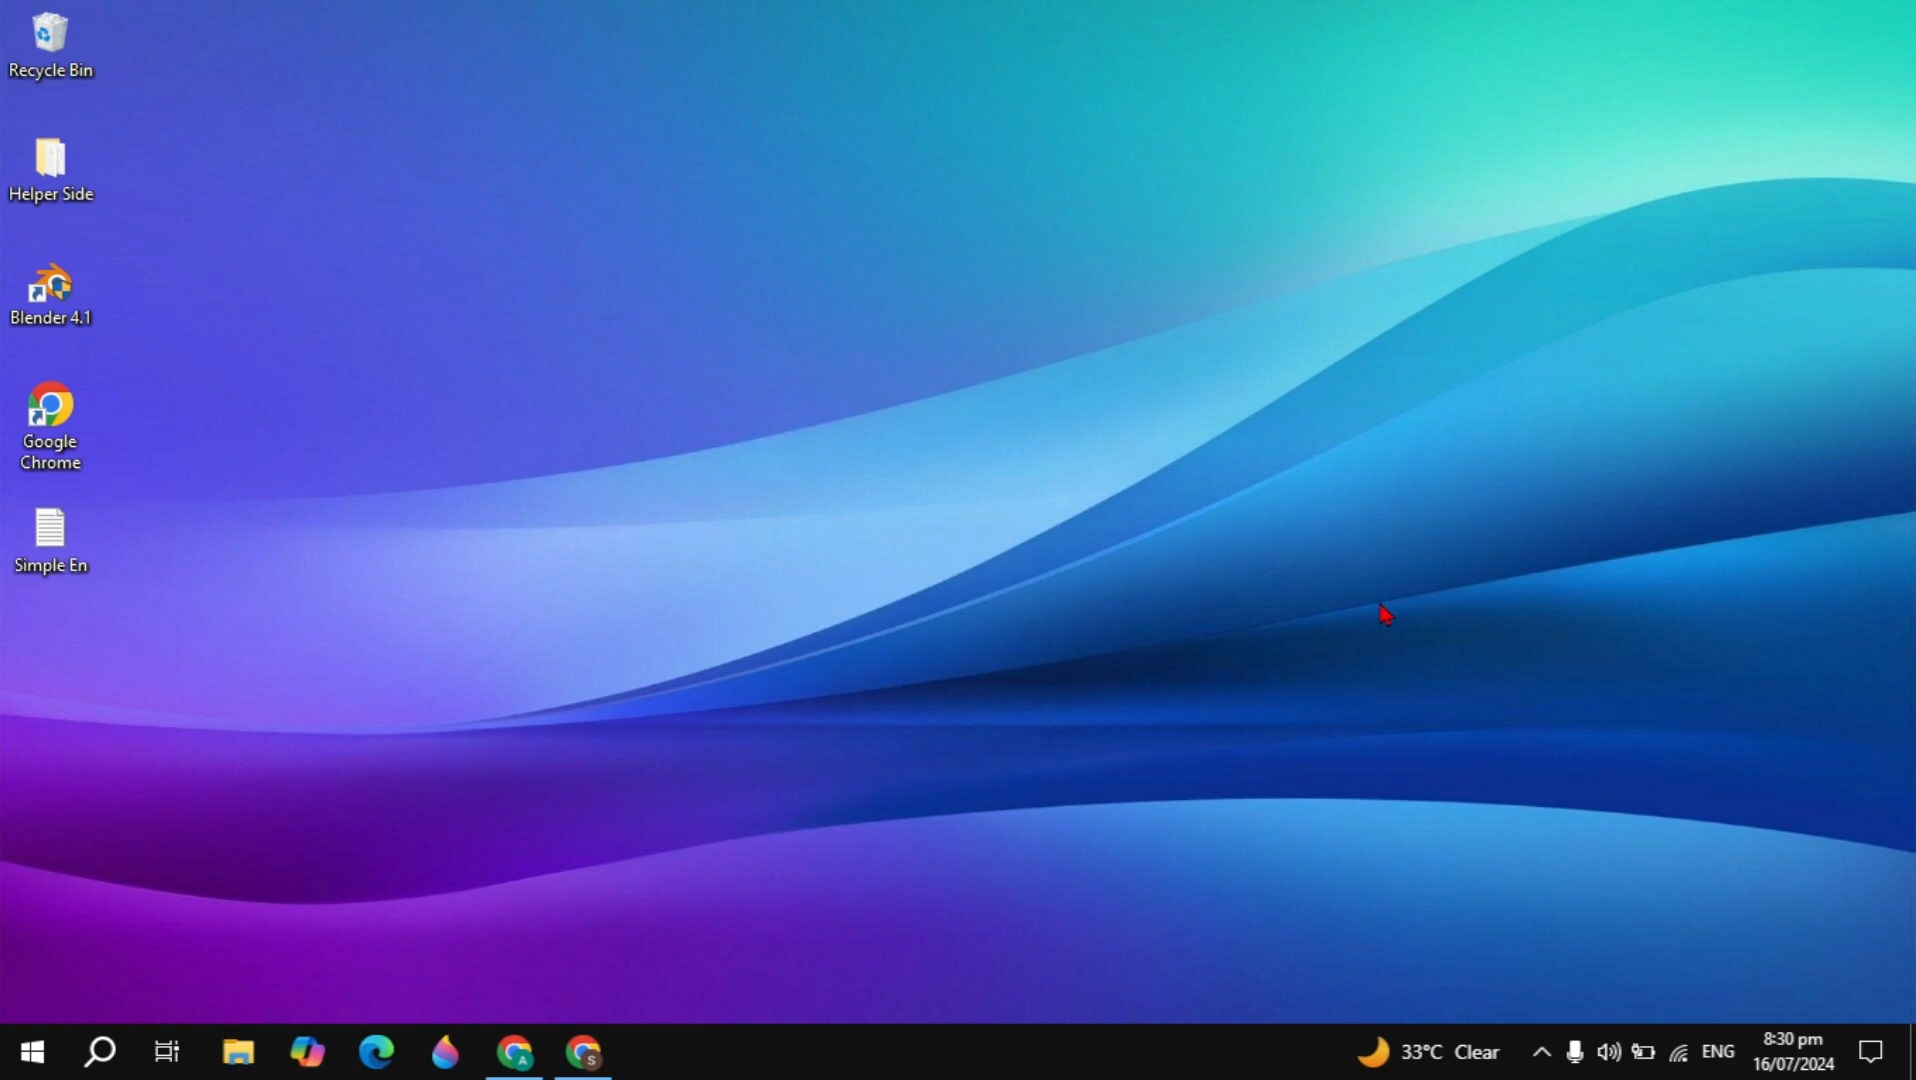 Recycle Bin
Helper Side
Blender 4.1
Google
Chrome
Simple En
A
S
33°C Clear
ENG
8:30 pm
16/07/2024